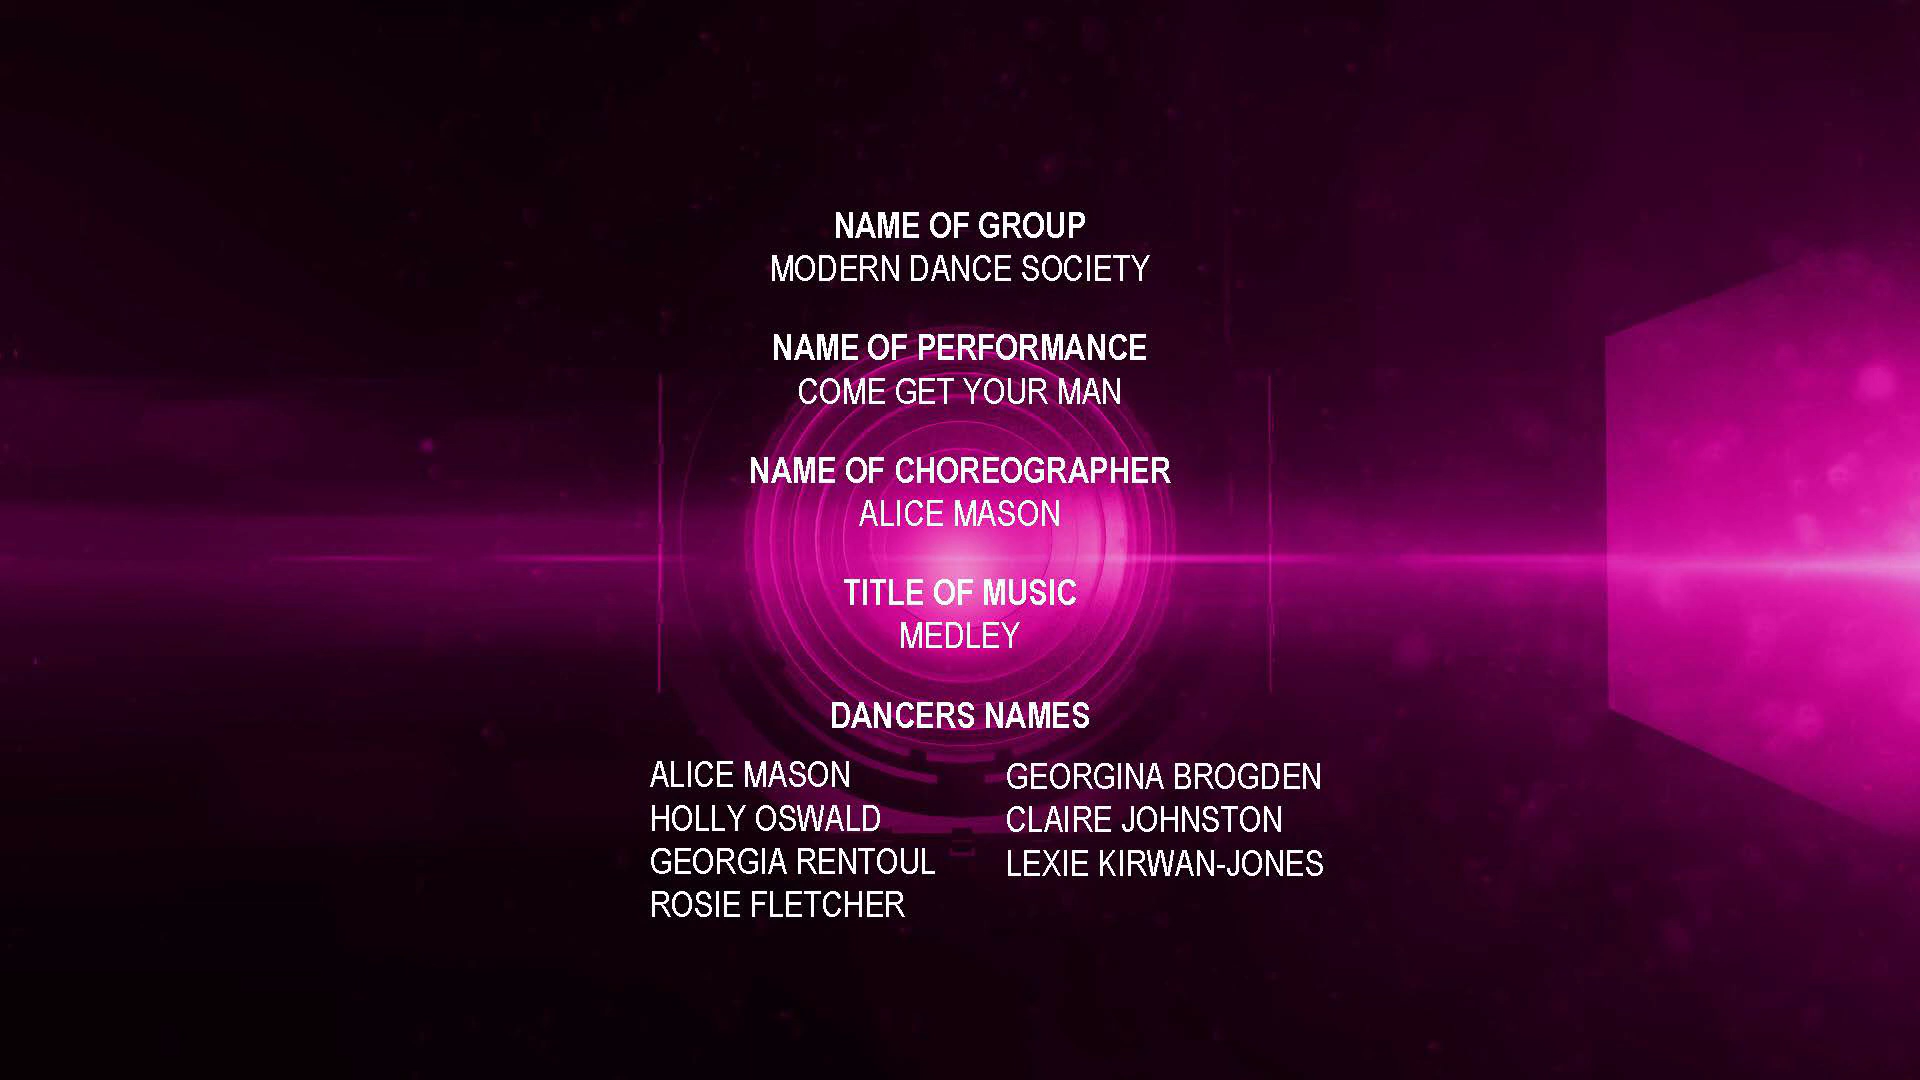 NAME OF GROUP
MODERN DANCE SOCIETY
NAME OF PERFORMANCE
COME GET YOUR MAN
NAME OF CHOREOGRAPHER
ALICE MASON
TITLE OF MUSIC
MEDLEY
DANCERS NAMES
ALICE MASON
HOLLY OSWALD
GEORGIA RENTOUL
ROSIE FLETCHER
GEORGINA BROGDEN
CLAIRE JOHNSTON
LEXIE KIRWAN-JONES